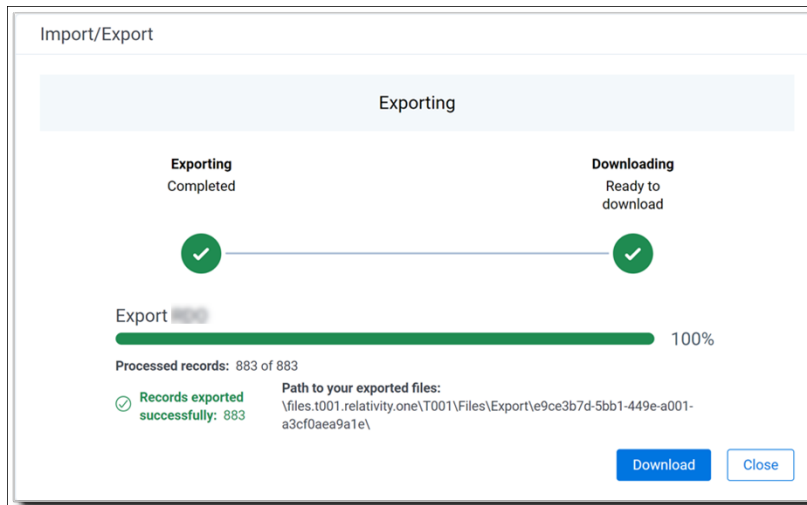 Import/Export
Exporting
Exporting
Completed
Downloading
Ready to
download
Export
100%
Processed records: 883 of 883
Records exported
successfully: 883
Path to your exported files:
\files.t001.relativity.one\T001\Files\Export\e9ce3b7d-5bb1-449e-a001-
a3cf0aea9a1e\
Download
Close